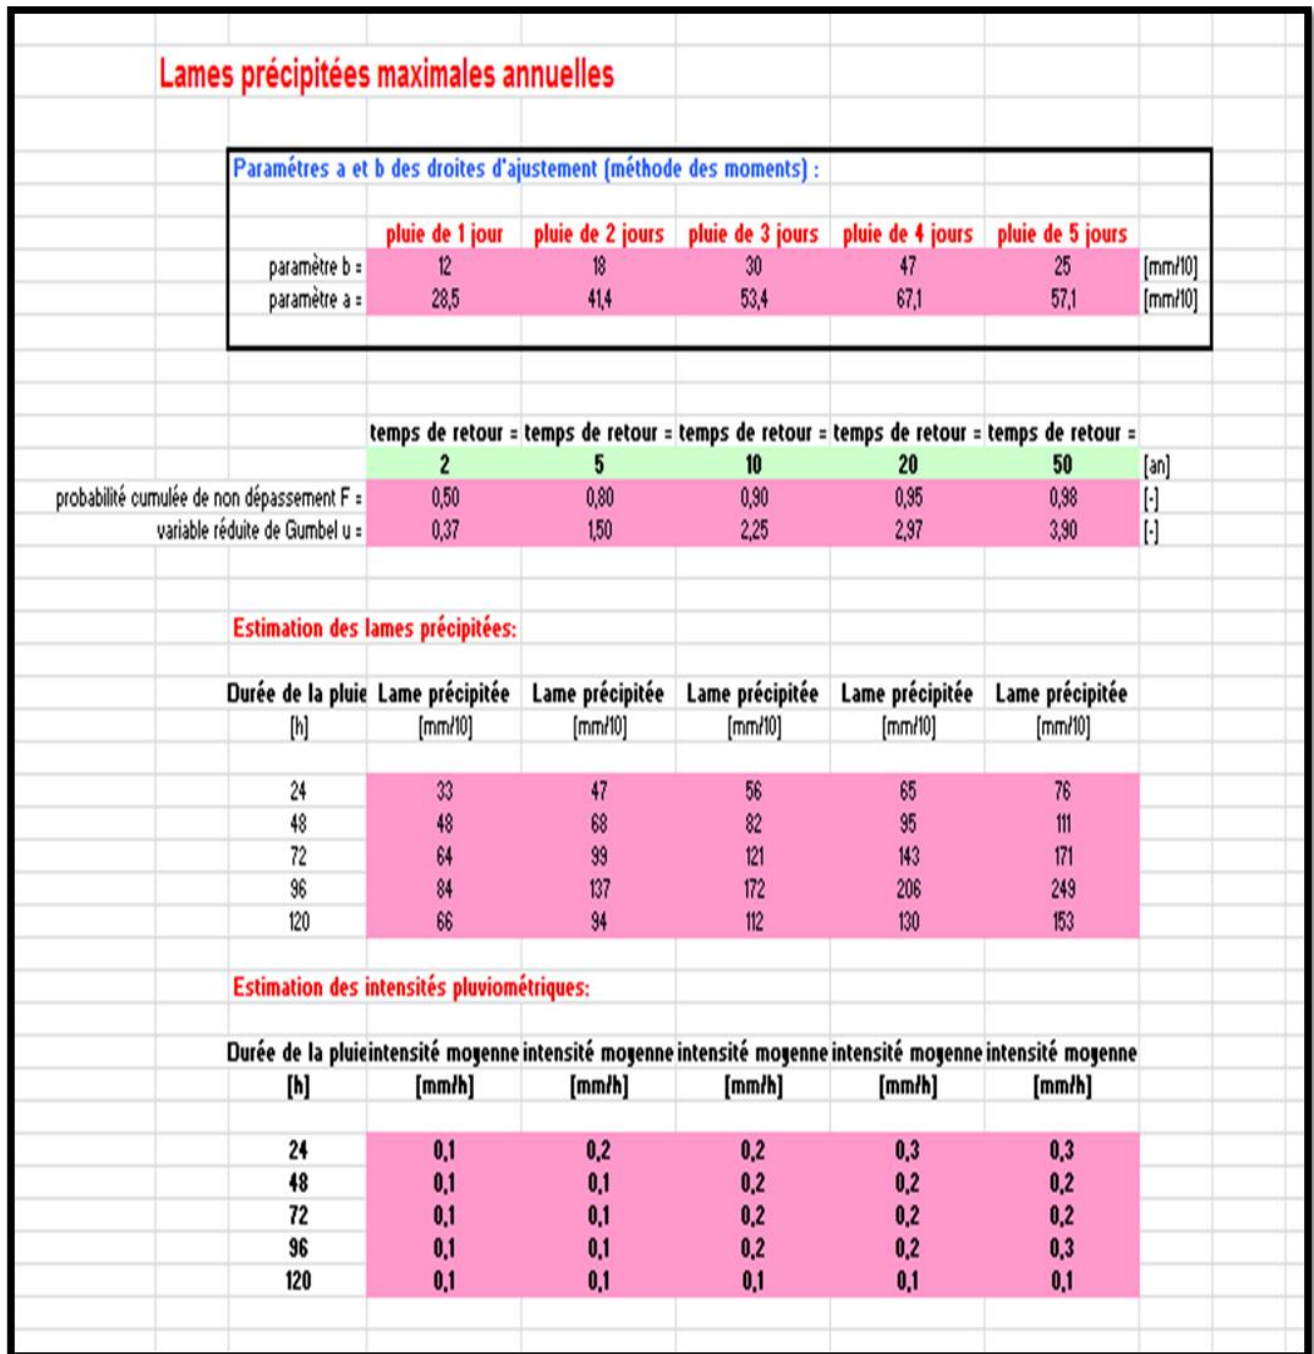 Lames précipitées maximales annuelles
Paramétres a et b des droites d'ajustement (méthode des moments) :
pluie de 1 jour pluie de 2 jours pluie de 3 jours pluie de 4 jours pluie de 5 jours
paramètre b = 12 18 30 47 25 [mm/10]
paramètre a = 28,5 41,4 53,4 67,1 57,1 [mm/10]
temps de retour = temps de retour = temps de retour = temps de retour = temps de retour =
2 5 10 20 50 [an]
probabilité cumulée de non dépassement F = 0,50 0,80 0,90 0,95 0,98 [-]
variable réduite de Gumbel u = 0,37 1,50 2,25 2,97 3,90 [-]
Estimation des lames précipitées:
Durée de la pluie Lame précipitée Lame précipitée Lame précipitée Lame précipitée Lame précipitée
[h] [mm/10] [mm/10] [mm/10] [mm/10] [mm/10]
24 33 47 56 65 76
48 48 68 82 95 111
72 64 99 121 143 171
96 84 137 172 206 249
120 66 94 112 130 153
Estimation des intensités pluviométriques:
Durée de la pluie intensité moyenne intensité moyenne intensité moyenne intensité moyenne intensité moyenne
[h] [mm/h] [mm/h] [mm/h] [mm/h] [mm/h]
24 0,1 0,2 0,2 0,3 0,3
48 0,1 0,1 0,2 0,2 0,2
72 0,1 0,1 0,2 0,2 0,2
96 0,1 0,1 0,2 0,2 0,3
120 0,1 0,1 0,1 0,1 0,1